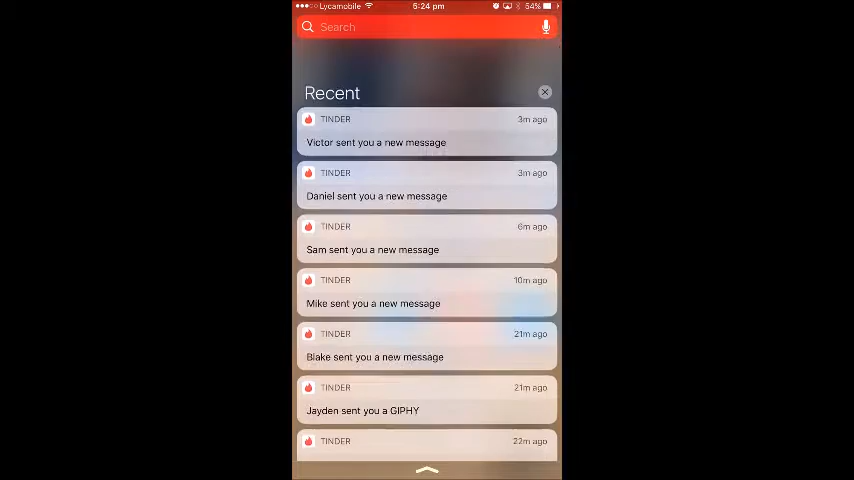 Lycamobile 5:24 pm 54%
Search
Recent
TINDER 3m ago
Victor sent you a new message
TINDER 3m ago
Daniel sent you a new message
TINDER 6m ago
Sam sent you a new message
TINDER 10m ago
Mike sent you a new message
TINDER 21m ago
Blake sent you a new message
TINDER 21m ago
Jayden sent you a GIPHY
TINDER 22m ago